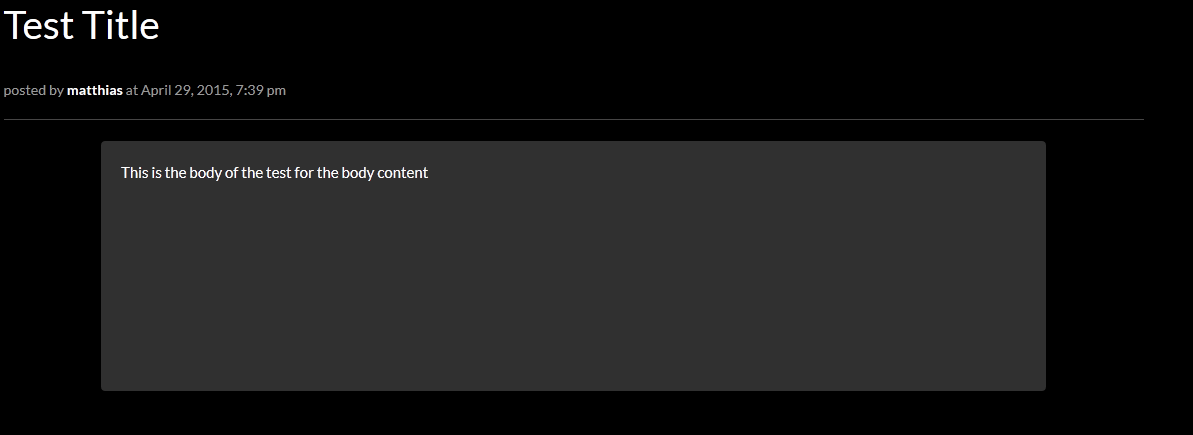 Test Title
posted by matthias at April 29, 2015, 7:39 pm
This is the body of the test for the body content